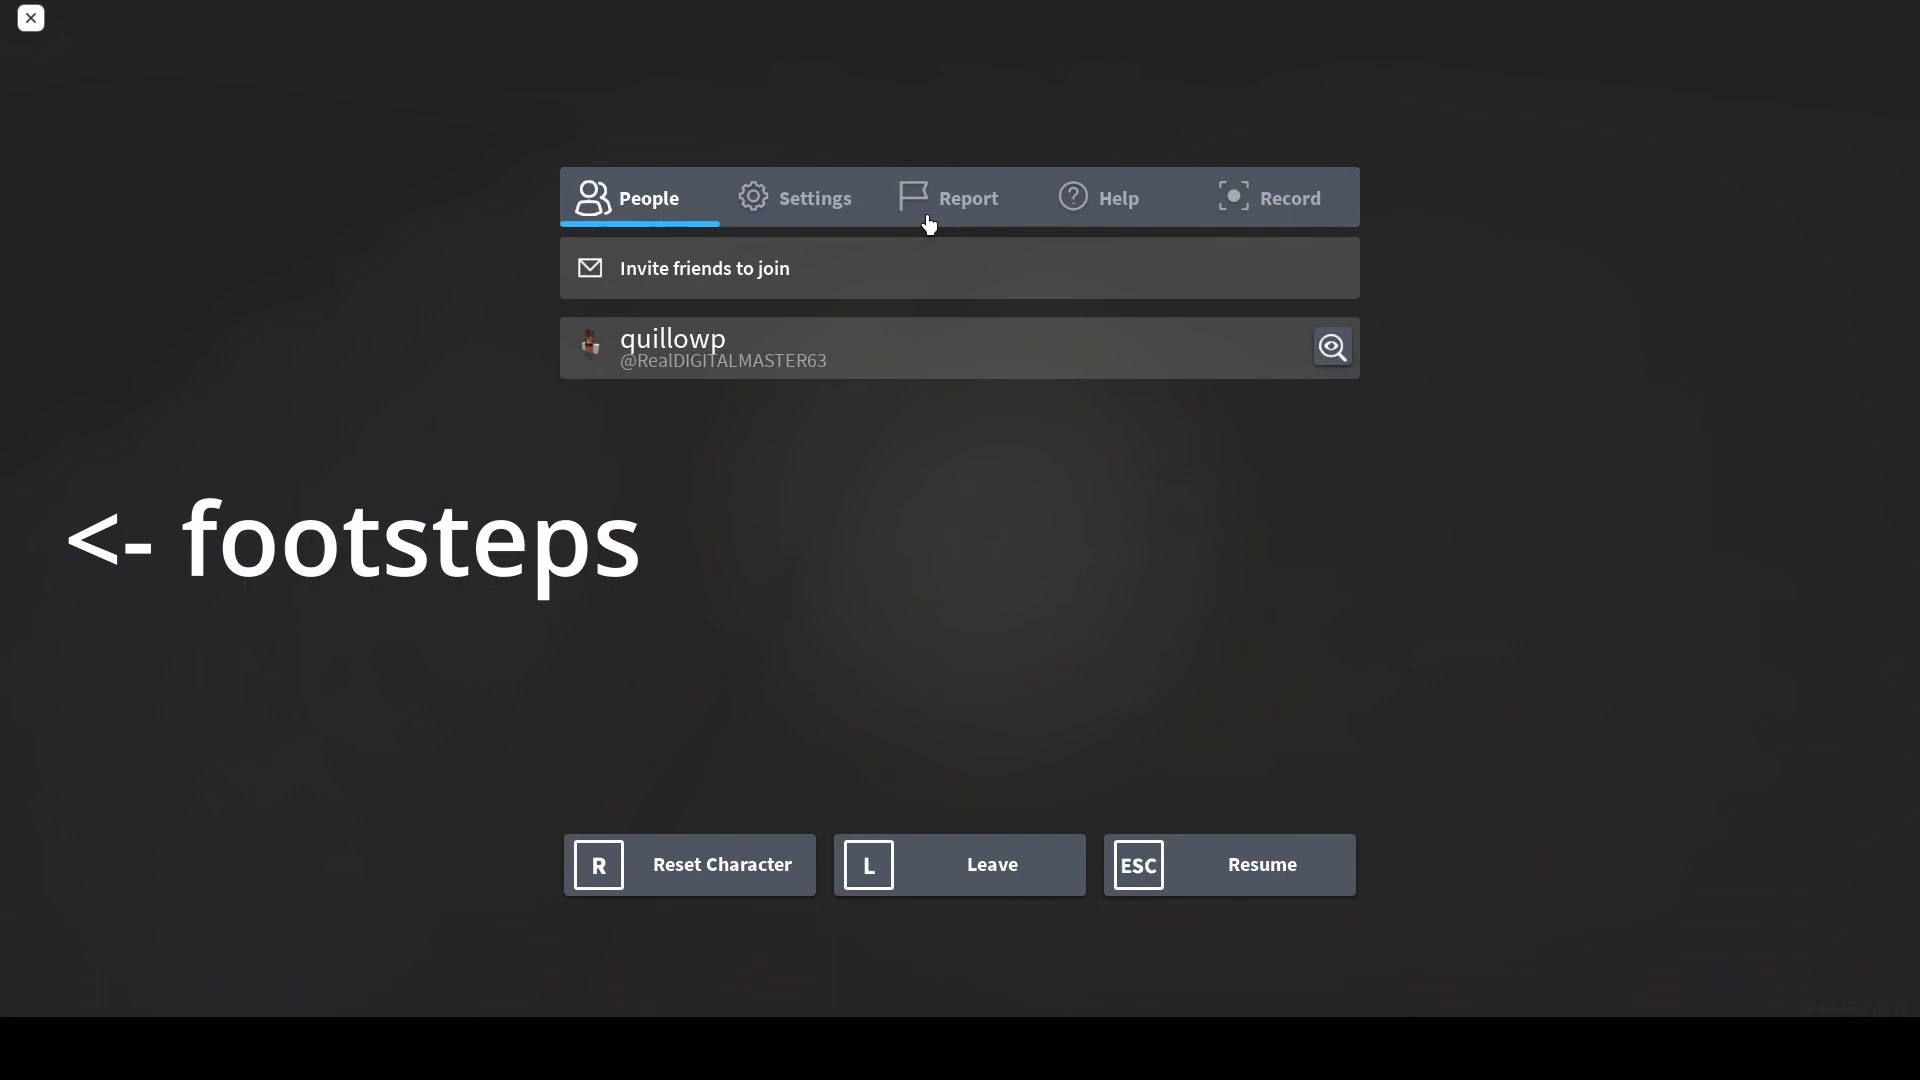 People
Settings
Report
Help
Record
Invite friends to join
quillowp
@RealDIGITALMASTER63
<- footsteps
R Reset Character
L Leave
ESC Resume